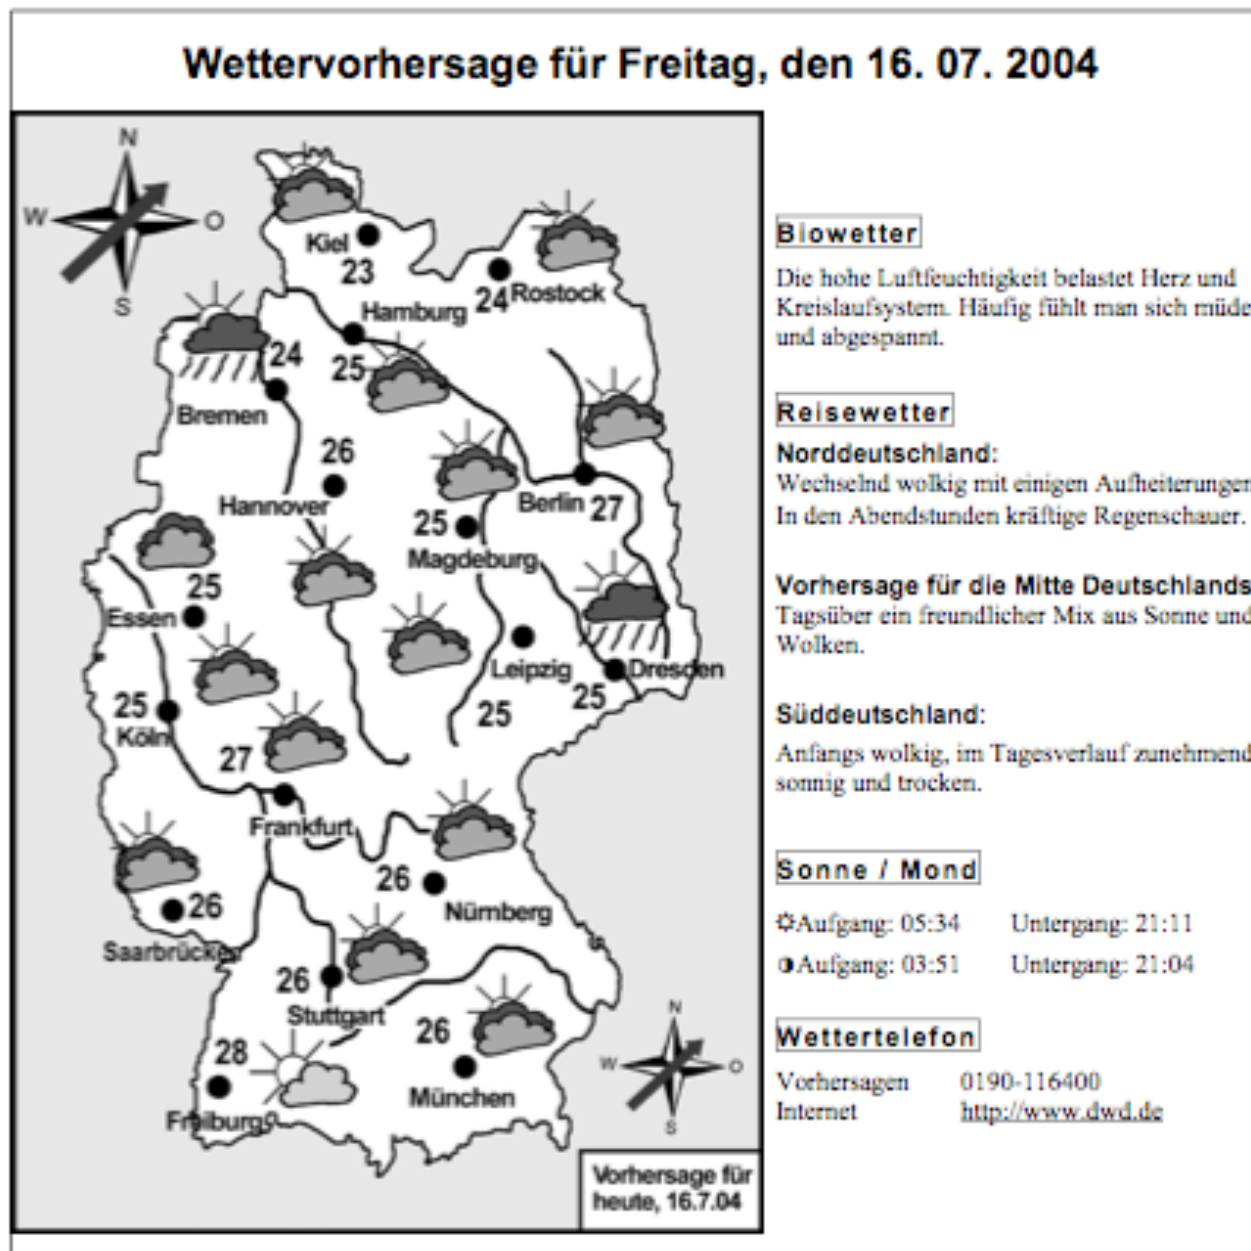 Wettervorhersage für Freitag, den 16. 07. 2004
N
W
O
S
Kiel
23
24
Rostock
Hamburg
25
24
Bremen
26
Hannover
25
Magdeburg
Berlin 27
25
Essen
Leipzig
25
Dresden
25
25
Köln
27
Frankfurt
26
Nürnberg
26
Saarbrücken
26
Stuttgart
26
München
28
Freiburg
N
W
O
S
Vorhersage für
heute, 16.7.04
Biowetter
Die hohe Luftfeuchtigkeit belastet Herz und
Kreislaufsystem. Häufig fühlt man sich müde
und abgespannt.
Reisewetter
Norddeutschland:
Wechselnd wolkig mit einigen Aufheiterungen
In den Abendstunden kräftige Regenschauer.
Vorhersage für die Mitte Deutschlands
Tagsüber ein freundlicher Mix aus Sonne und
Wolken.
Süddeutschland:
Anfangs wolkig, im Tagesverlauf zunehmend
sonnig und trocken.
Sonne / Mond
Aufgang: 05:34 Untergang: 21:11
Aufgang: 03:51 Untergang: 21:04
Wettertelefon
Vorhersagen 0190-116400
Internet http://www.dwd.de